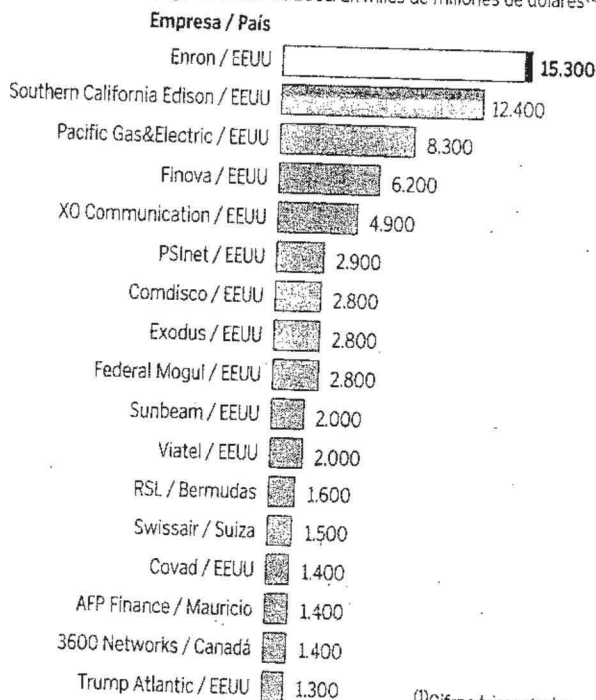 de dólares
Empresa / País
Enron / EEUU 15.300
Southern California Edison / EEUU 12.400
Pacific Gas&Electric / EEUU 8.300
Finova / EEUU 6.200
XO Communication / EEUU 4.900
PSInet / EEUU 2.900
Comdisco / EEUU 2.800
Exodus / EEUU 2.800
Federal Mogul / EEUU 2.800
Sunbeam / EEUU 2.000
Viatel / EEUU 2.000
RSL / Bermudas 1.600
Swissair / Suiza 1.500
Covad / EEUU 1.400
AFP Finance / Mauricio 1.400
3600 Networks / Canadá 1.400
Trump Atlantic / EEUU 1.300